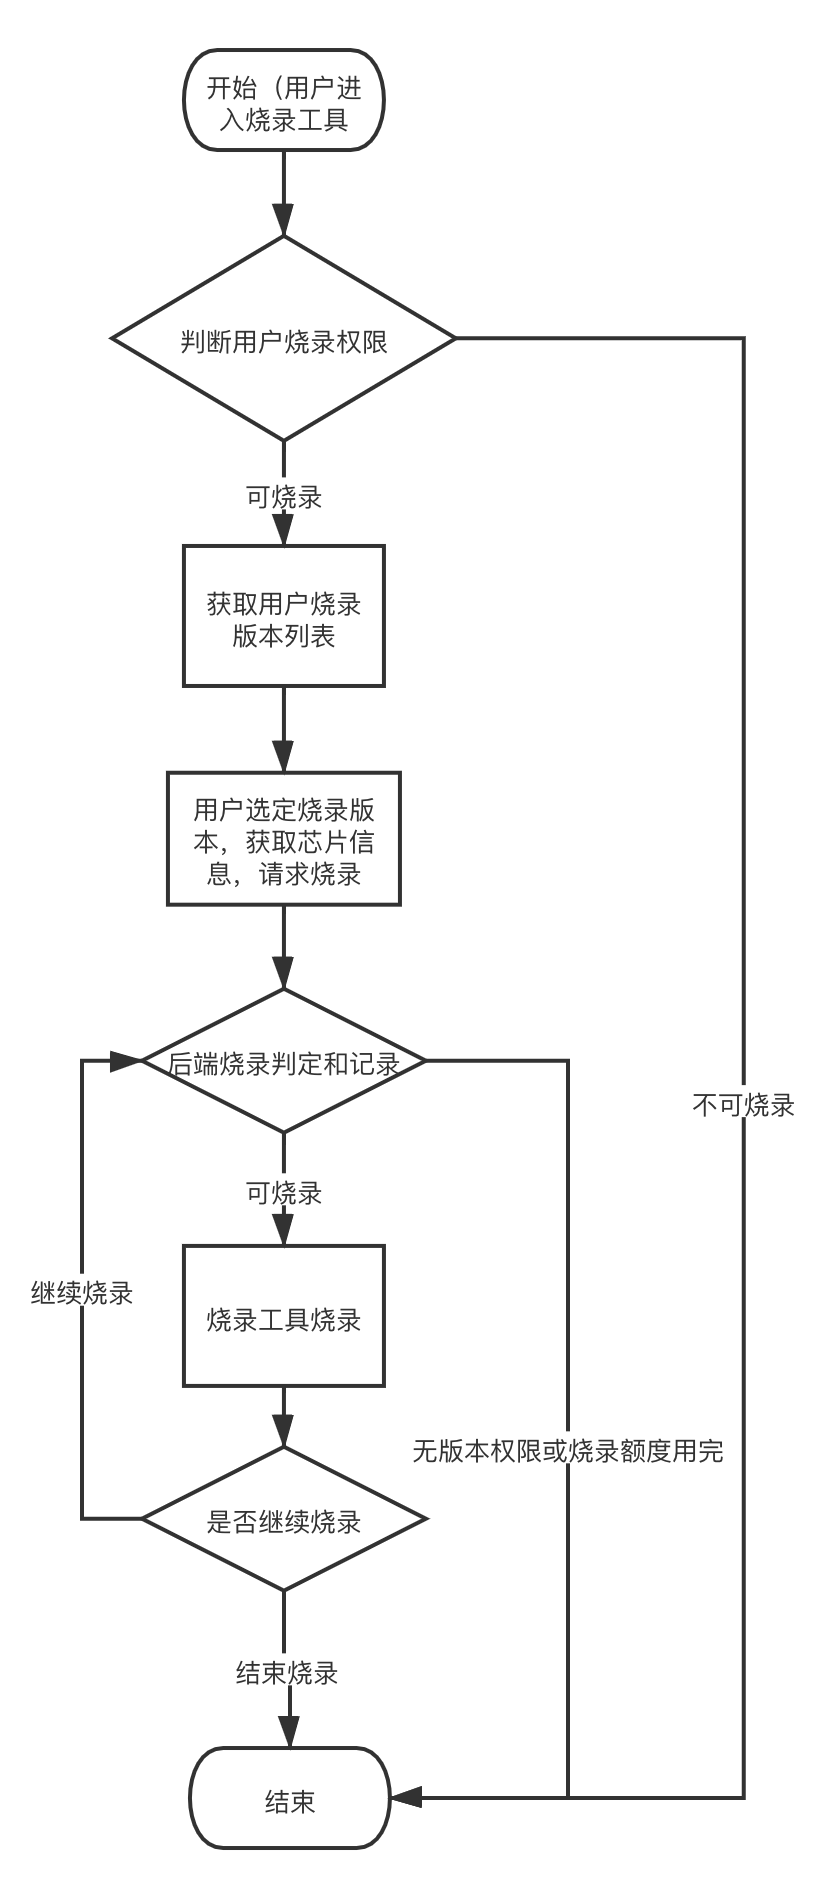 开始（用户进
入烧录工具
判断用户烧录权限
可烧录
获取用户烧录
版本列表
用户选定烧录版
本，获取芯片信
息，请求烧录
后端烧录判定和记录
不可烧录
可烧录
继续烧录
烧录工具烧录
无版本权限或烧录额度用完
是否继续烧录
结束烧录
结束